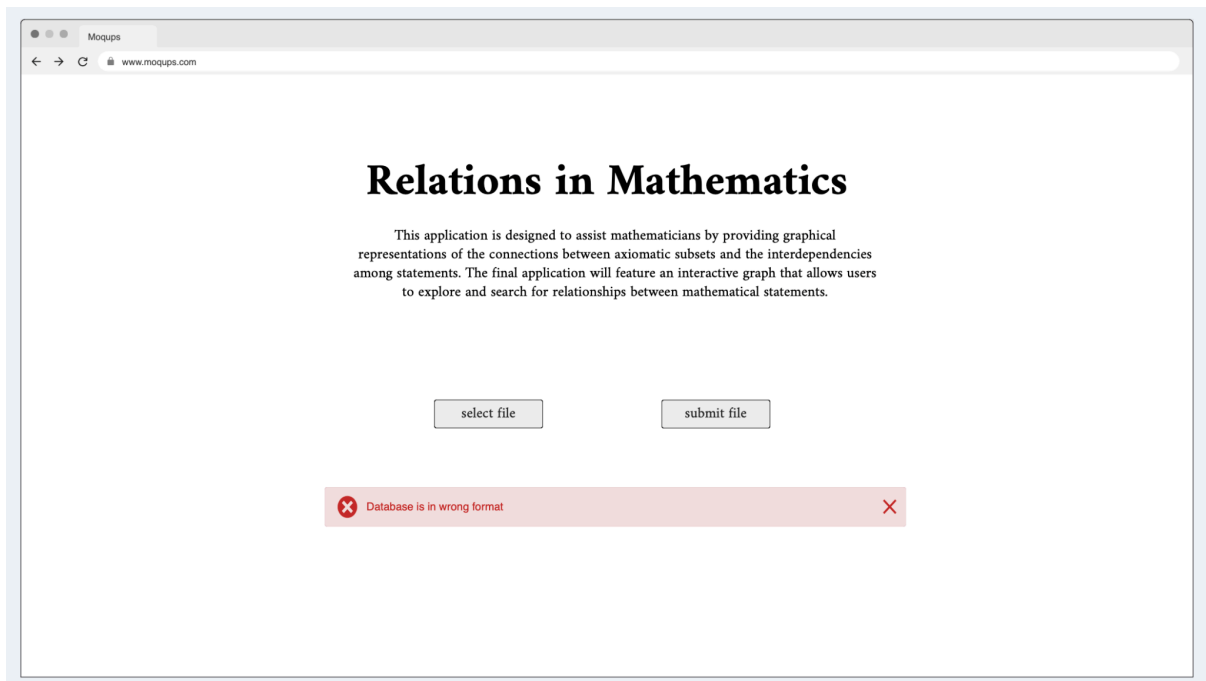 Moqups
www.moqups.com
Relations in Mathematics
This application is designed to assist mathematicians by providing graphical
representations of the connections between axiomatic subsets and the interdependencies
among statements. The final application will feature an interactive graph that allows users
to explore and search for relationships between mathematical statements.
select file
submit file
Database is in wrong format